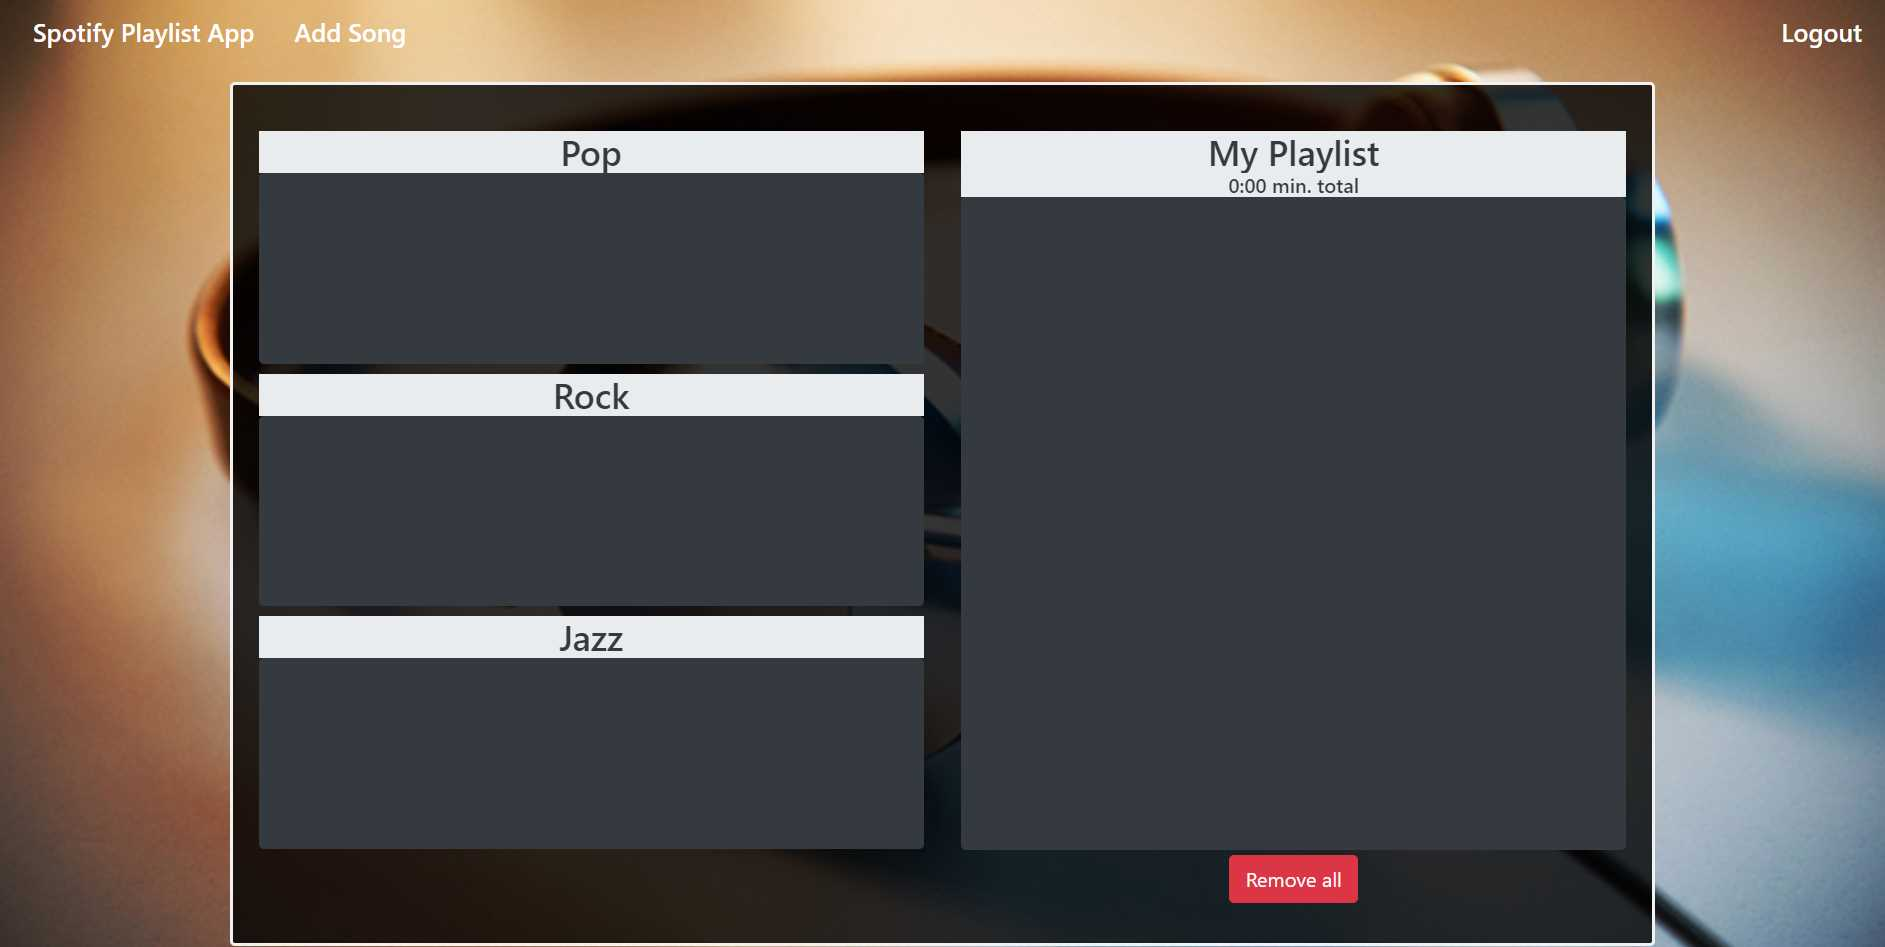 Spotify Playlist App
Add Song
Logout
Pop
Rock
Jazz
My Playlist
0:00 min. total
Remove all